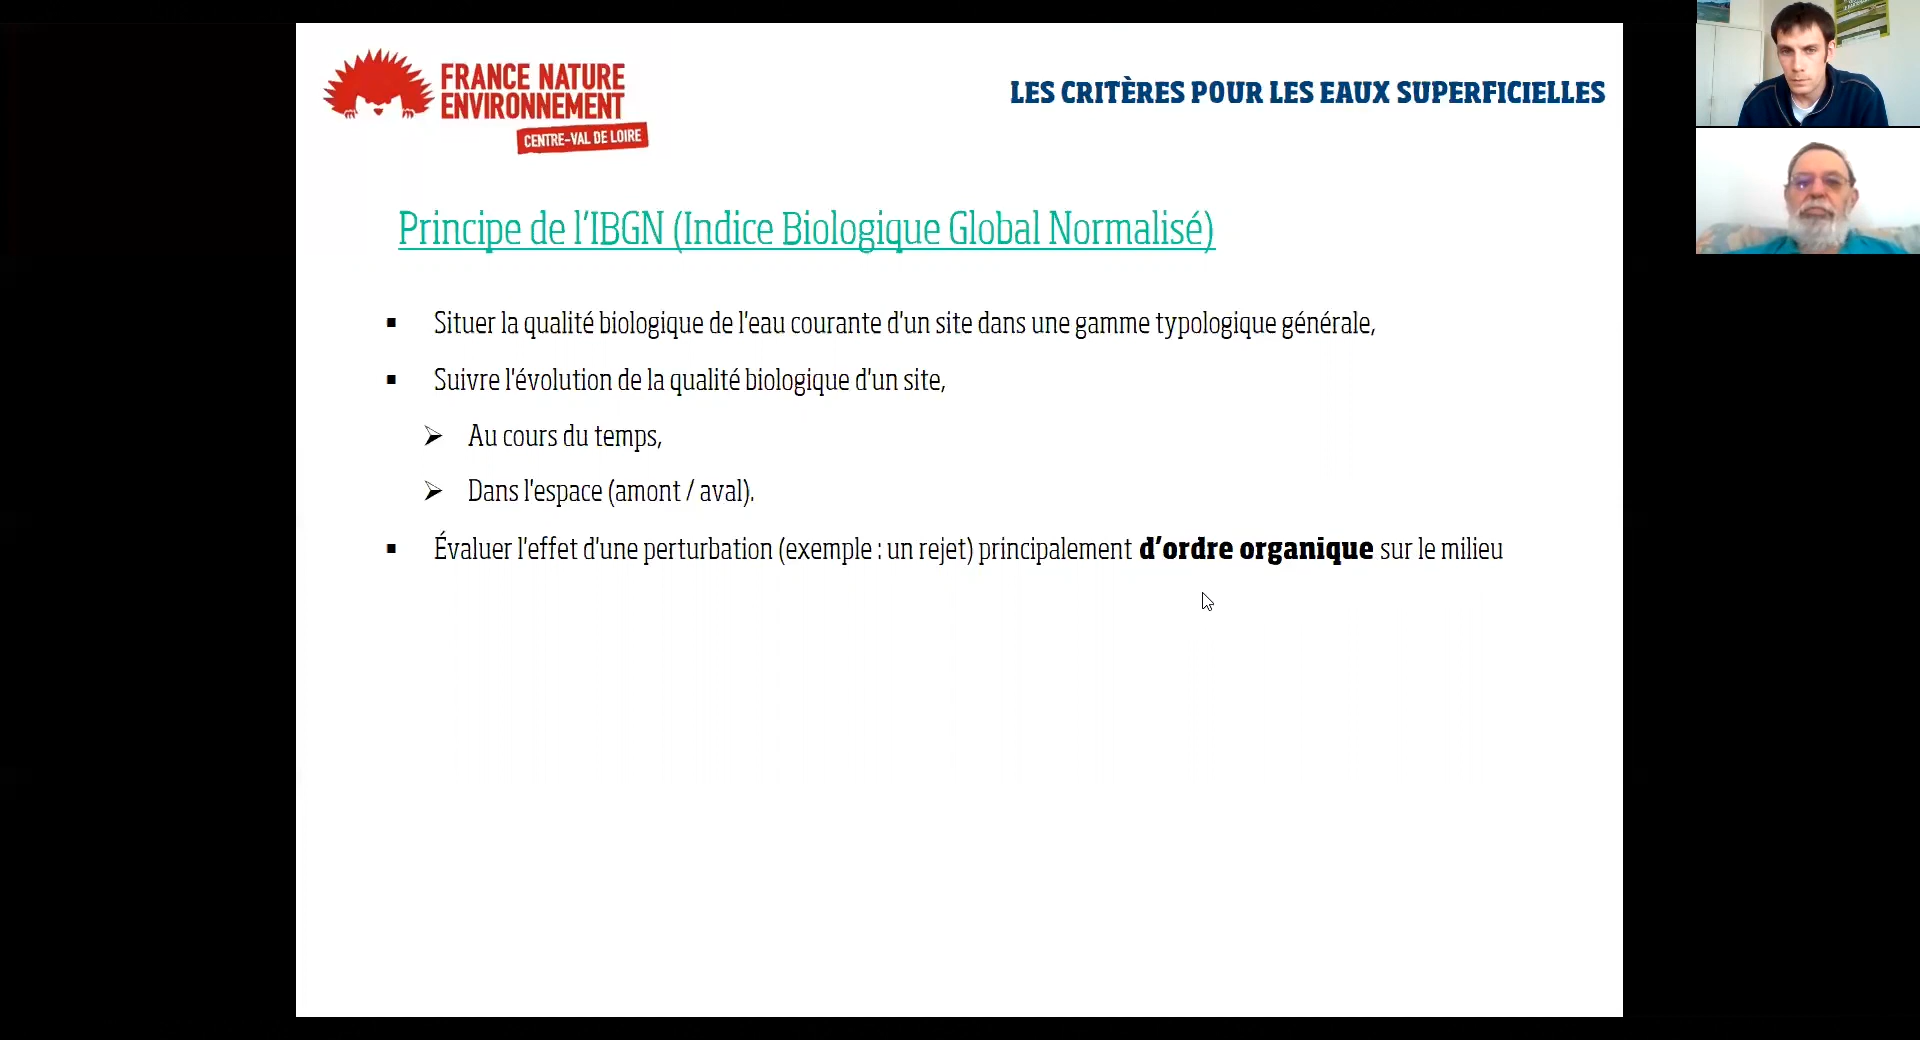 FRANCE NATURE
ENVIRONNEMENT
CENTRE-VAL DE LOIRE
LES CRITÈRES POUR LES EAUX SUPERFICIELLES
Principe de l'IBGN (Indice Biologique Global Normalisé)
▪ Situer la qualité biologique de l'eau courante d'un site dans une gamme typologique générale,
▪ Suivre l'évolution de la qualité biologique d'un site,
➢ Au cours du temps,
➢ Dans l'espace (amont / aval).
▪ Évaluer l'effet d'une perturbation (exemple : un rejet) principalement d'ordre organique sur le milieu